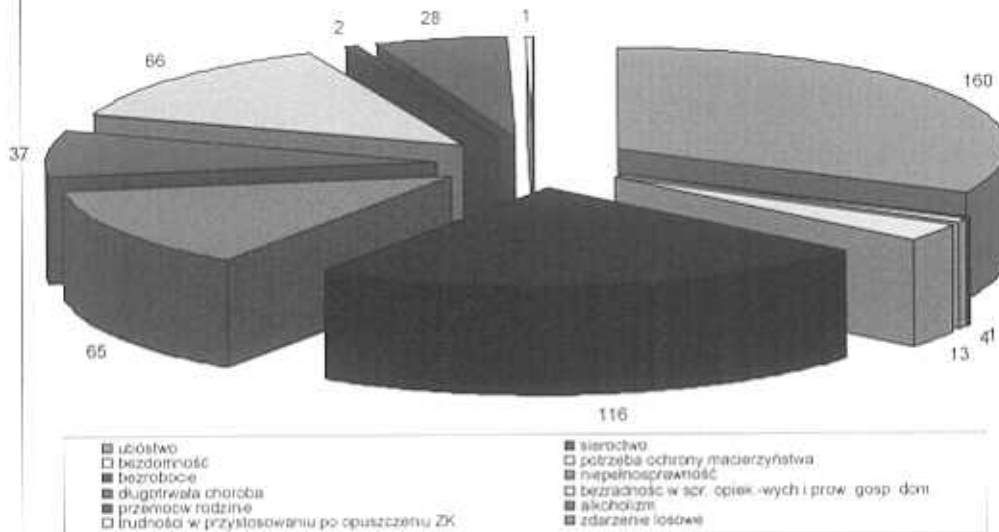 2
28
1
66
160
37
65
4
1
13
116
ubóstwo
sieroctwo
bezdomność
potrzeba ochrony macierzyństwa
bezrobocie
niepełnosprawność
długotrwała choroba
bezradność w spr. opiek.-wych i prow. gosp. dom
przemoc w rodzinie
alkoholizm
trudności w przystosowaniu po opuszczeniu ZK
zdarzenie losowe